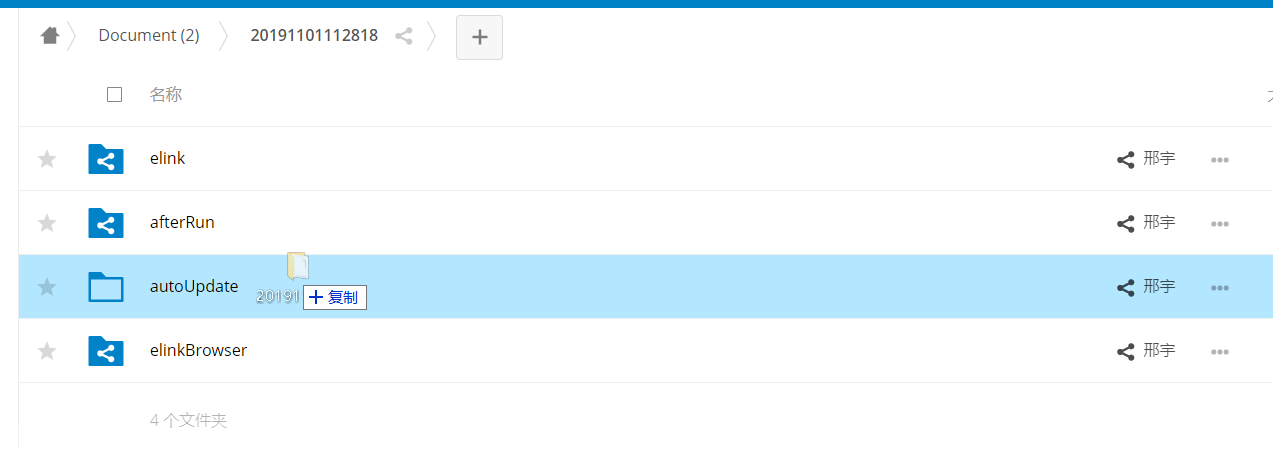 Document (2) 20191101112818 +
名称
elink 邢宇
afterRun 邢宇
autoUpdate 邢宇
20191 + 复制
elinkBrowser 邢宇
4 个文件夹